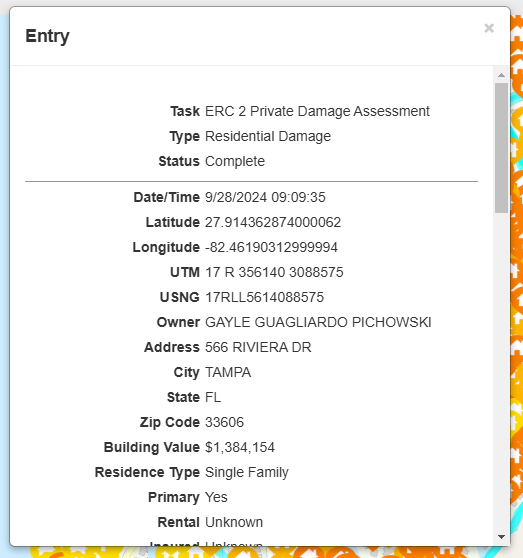 Entry
×
Task ERC 2 Private Damage Assessment
Type Residential Damage
Status Complete
Date/Time 9/28/2024 09:09:35
Latitude 27.914362874000062
Longitude -82.46190312999994
UTM 17 R 356140 3088575
USNG 17RLL5614088575
Owner GAYLE GUAGLIARDO PICHOWSKI
Address 566 RIVIERA DR
City TAMPA
State FL
Zip Code 33606
Building Value $1,384,154
Residence Type Single Family
Primary Yes
Rental Unknown
Insured Unknown